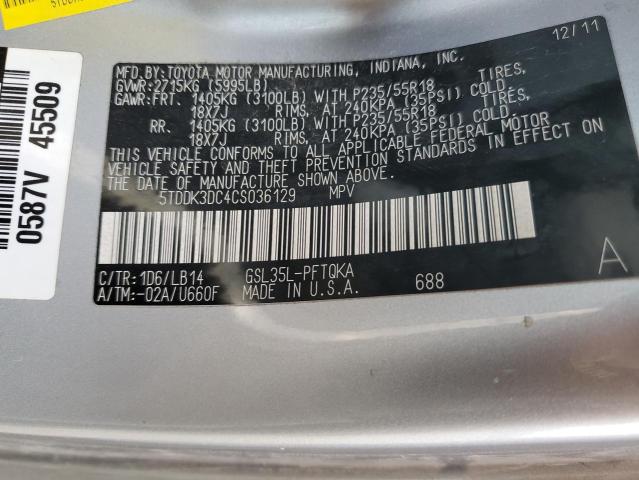 12/11
MFD.BY:TOYOTA MOTOR MANUFACTURING, INDIANA, INC.
GVWR:2715KG (5995LB)
GAWR:FRT. 1405KG (3100LB) WITH P235/55R18 TIRES,
18X7J RIMS, AT 240KPA (35PSI) COLD.
RR. 1405KG (3100LB) WITH P235/55R18 TIRES,
18X7J RIMS, AT 240KPA (35PSI) COLD.
THIS VEHICLE CONFORMS TO ALL APPLICABLE FEDERAL MOTOR
VEHICLE SAFETY AND THEFT PREVENTION STANDARDS IN EFFECT ON
THE DATE OF MANUFACTURE SHOWN ABOVE.
5TDDK3DC4CS036129 MPV
C/TR:1D6/LB14 GSL35L-PFTQKA
A/TM:-02A/U660F MADE IN U.S.A. 688
A
0587V 45509